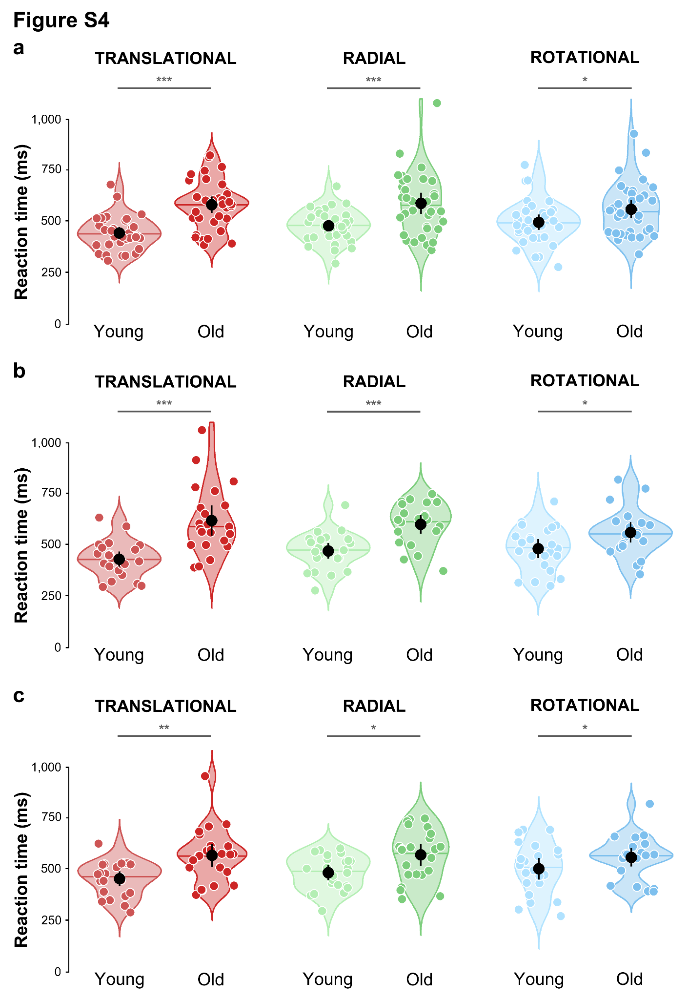 Figure S4
a
TRANSLATIONAL RADIAL ROTATIONAL
*** *** *
Reaction time (ms)
1,000
750
500
250
0
Young Old Young Old Young Old
b
TRANSLATIONAL RADIAL ROTATIONAL
*** *** *
Reaction time (ms)
1,000
750
500
250
0
Young Old Young Old Young Old
c
TRANSLATIONAL RADIAL ROTATIONAL
** * *
Reaction time (ms)
1,000
750
500
250
0
Young Old Young Old Young Old